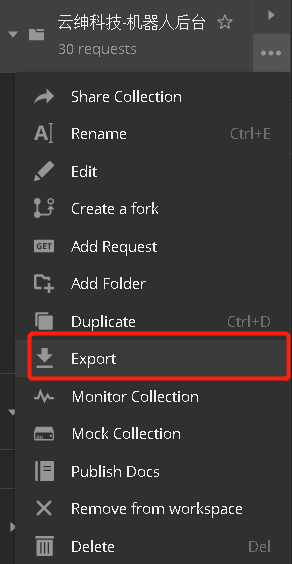 云绅科技-机器人后台
30 requests
Share Collection
Rename Ctrl+E
Edit
Create a fork
GET Add Request
Add Folder
Duplicate Ctrl+D
Export
Monitor Collection
Mock Collection
Publish Docs
Remove from workspace
Delete Del